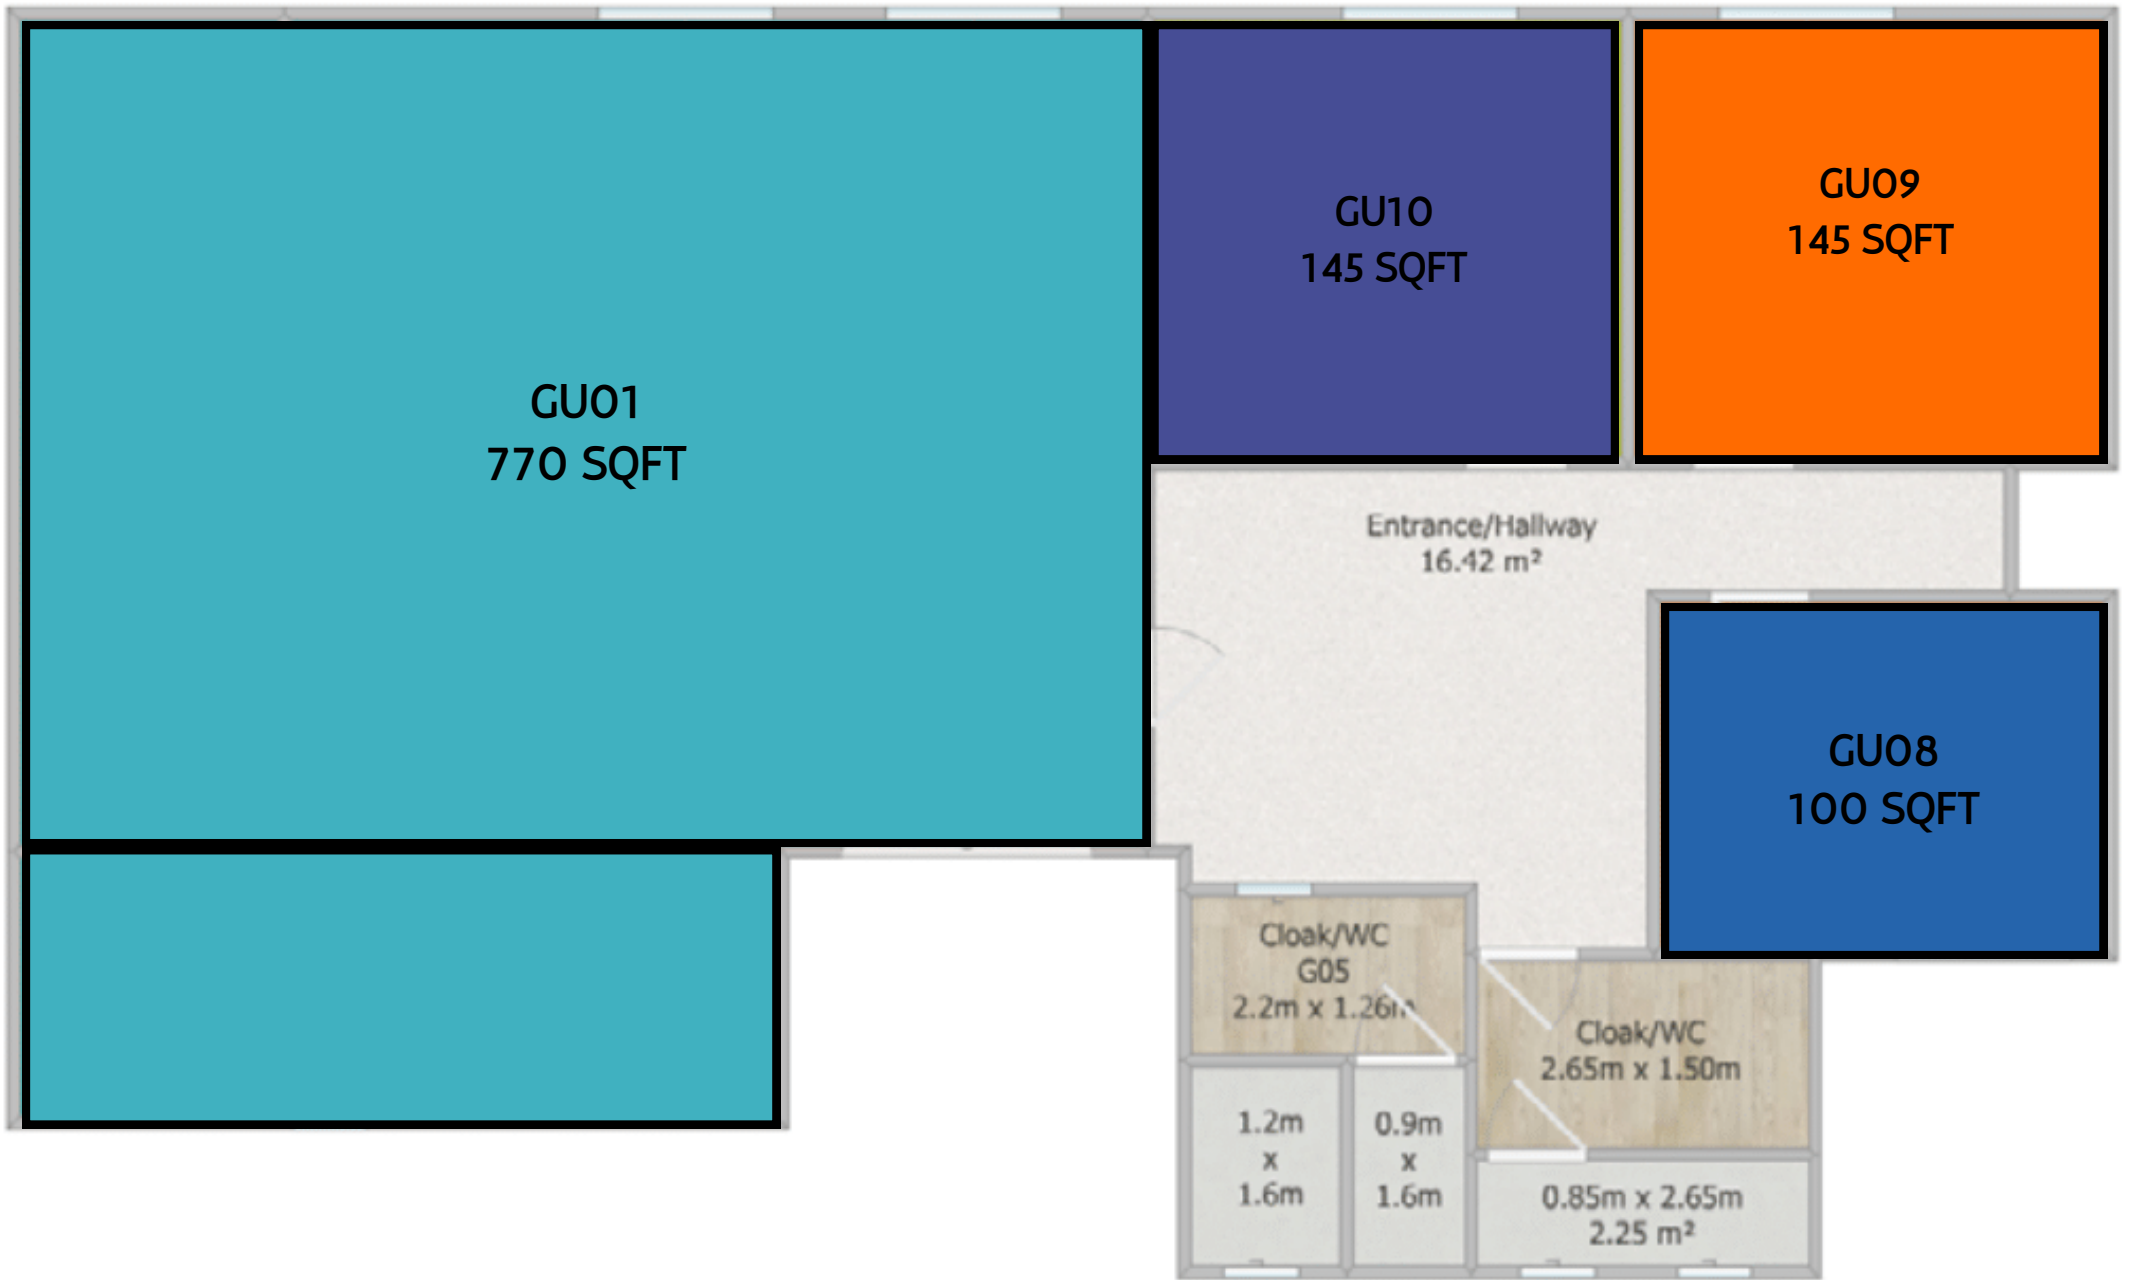 GU01
770 SQFT
GU10
145 SQFT
GU09
145 SQFT
Entrance/Hallway
16.42 m²
GU08
100 SQFT
Cloak/WC
G05
2.2m x 1.26m
Cloak/WC
2.65m x 1.50m
1.2m
x
1.6m
0.9m
x
1.6m
0.85m x 2.65m
2.25 m²